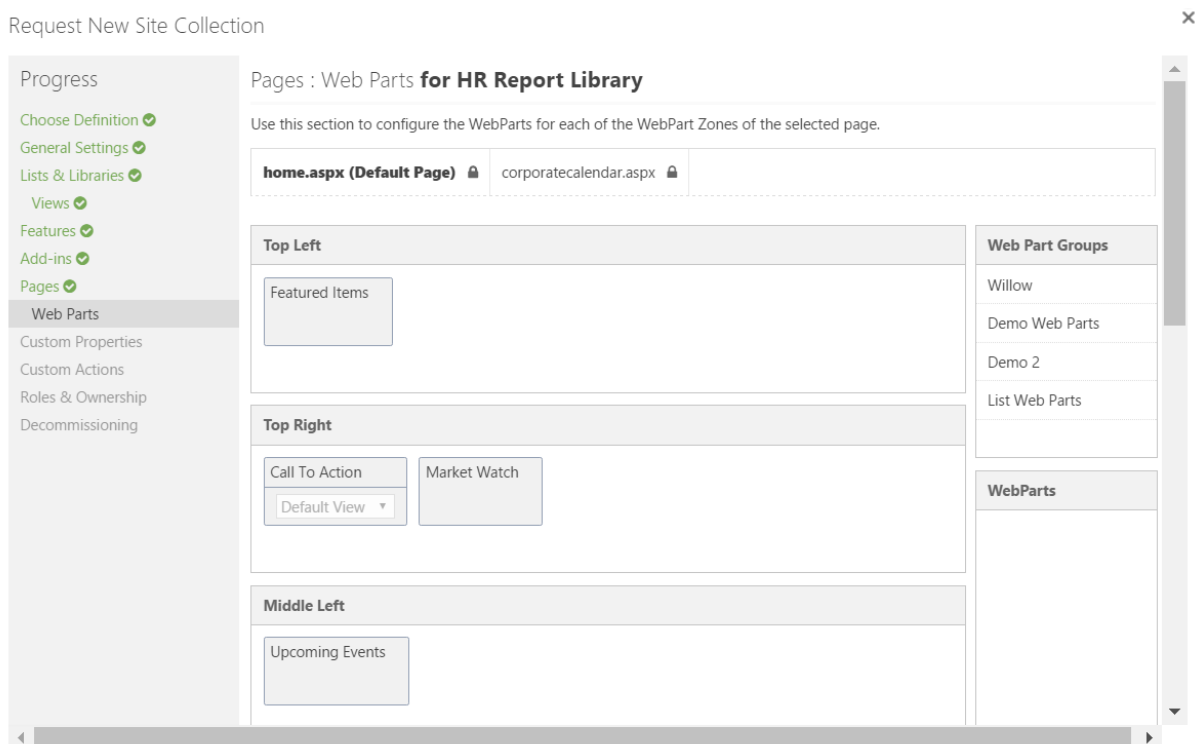 Request New Site Collection
Progress
Choose Definition
General Settings
Lists & Libraries
Views
Features
Add-ins
Pages
Web Parts
Custom Properties
Custom Actions
Roles & Ownership
Decommissioning
Pages : Web Parts for HR Report Library
Use this section to configure the WebParts for each of the WebPart Zones of the selected page.
home.aspx (Default Page) corporatecalendar.aspx
Top Left
Featured Items
Top Right
Call To Action
Default View
Market Watch
Middle Left
Upcoming Events
Web Part Groups
Willow
Demo Web Parts
Demo 2
List Web Parts
WebParts